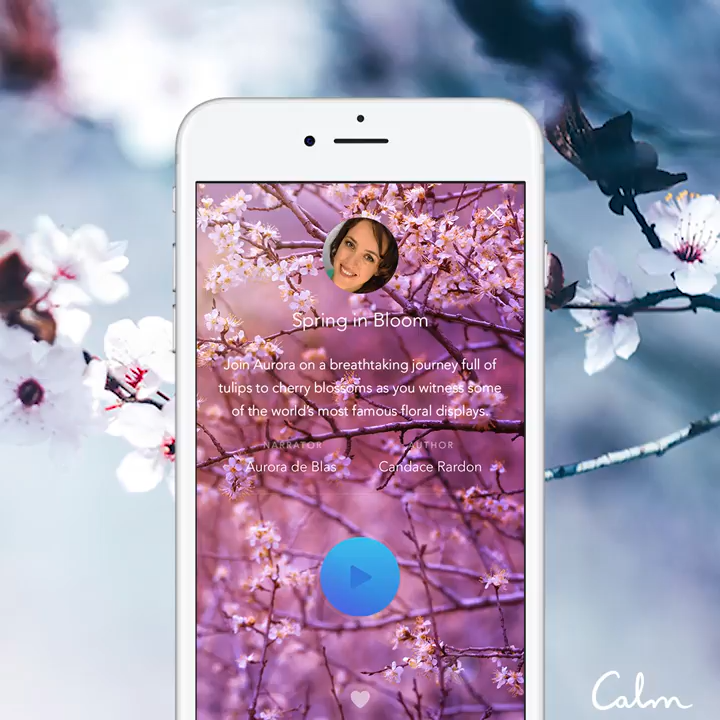 Spring in Bloom
Join Aurora on a breathtaking journey full of
tulips to cherry blossoms as you witness some
of the world's most famous floral displays.
NARRATOR AUTHOR
Aurora de Blas Candace Rardon
Calm